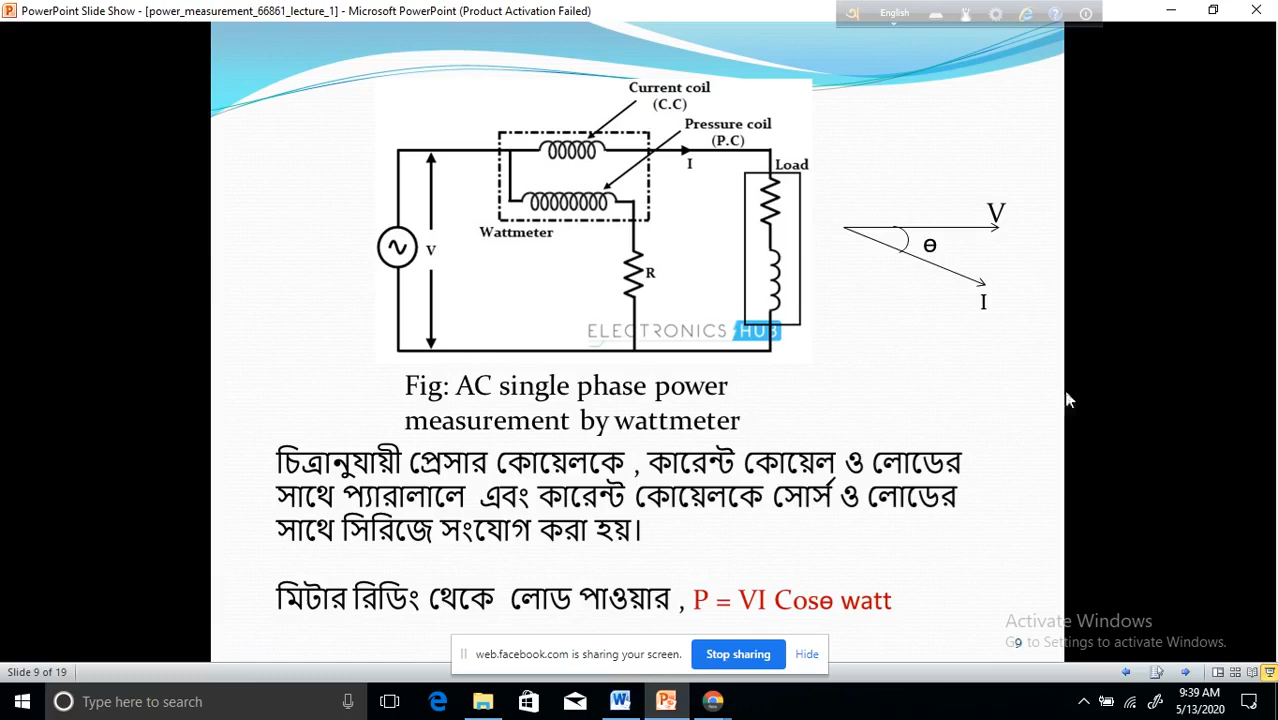 PowerPoint Slide Show - [power_measurement_66861_lecture_1] - Microsoft PowerPoint (Product Activation Failed)
English
Current coil
(C.C)
Pressure coil
(P.C)
I
Load
Wattmeter
V
R
ELECTRONICS HUB
V
ɵ
I
Fig: AC single phase power
measurement by wattmeter
চিত্রানুযায়ী প্রেসার কোয়েলকে , কারেন্ট কোয়েল ও লোডের
সাথে প্যারালালে এবং কারেন্ট কোয়েলকে সোর্স ও লোডের
সাথে সিরিজে সংযোগ করা হয়।
মিটার রিডিং থেকে লোড পাওয়ার , P = VI Cosɵ watt
Activate Windows
Go to Settings to activate Windows.
9
web.facebook.com is sharing your screen.
Stop sharing
Hide
Slide 9 of 19
Type here to search
9:39 AM
5/13/2020